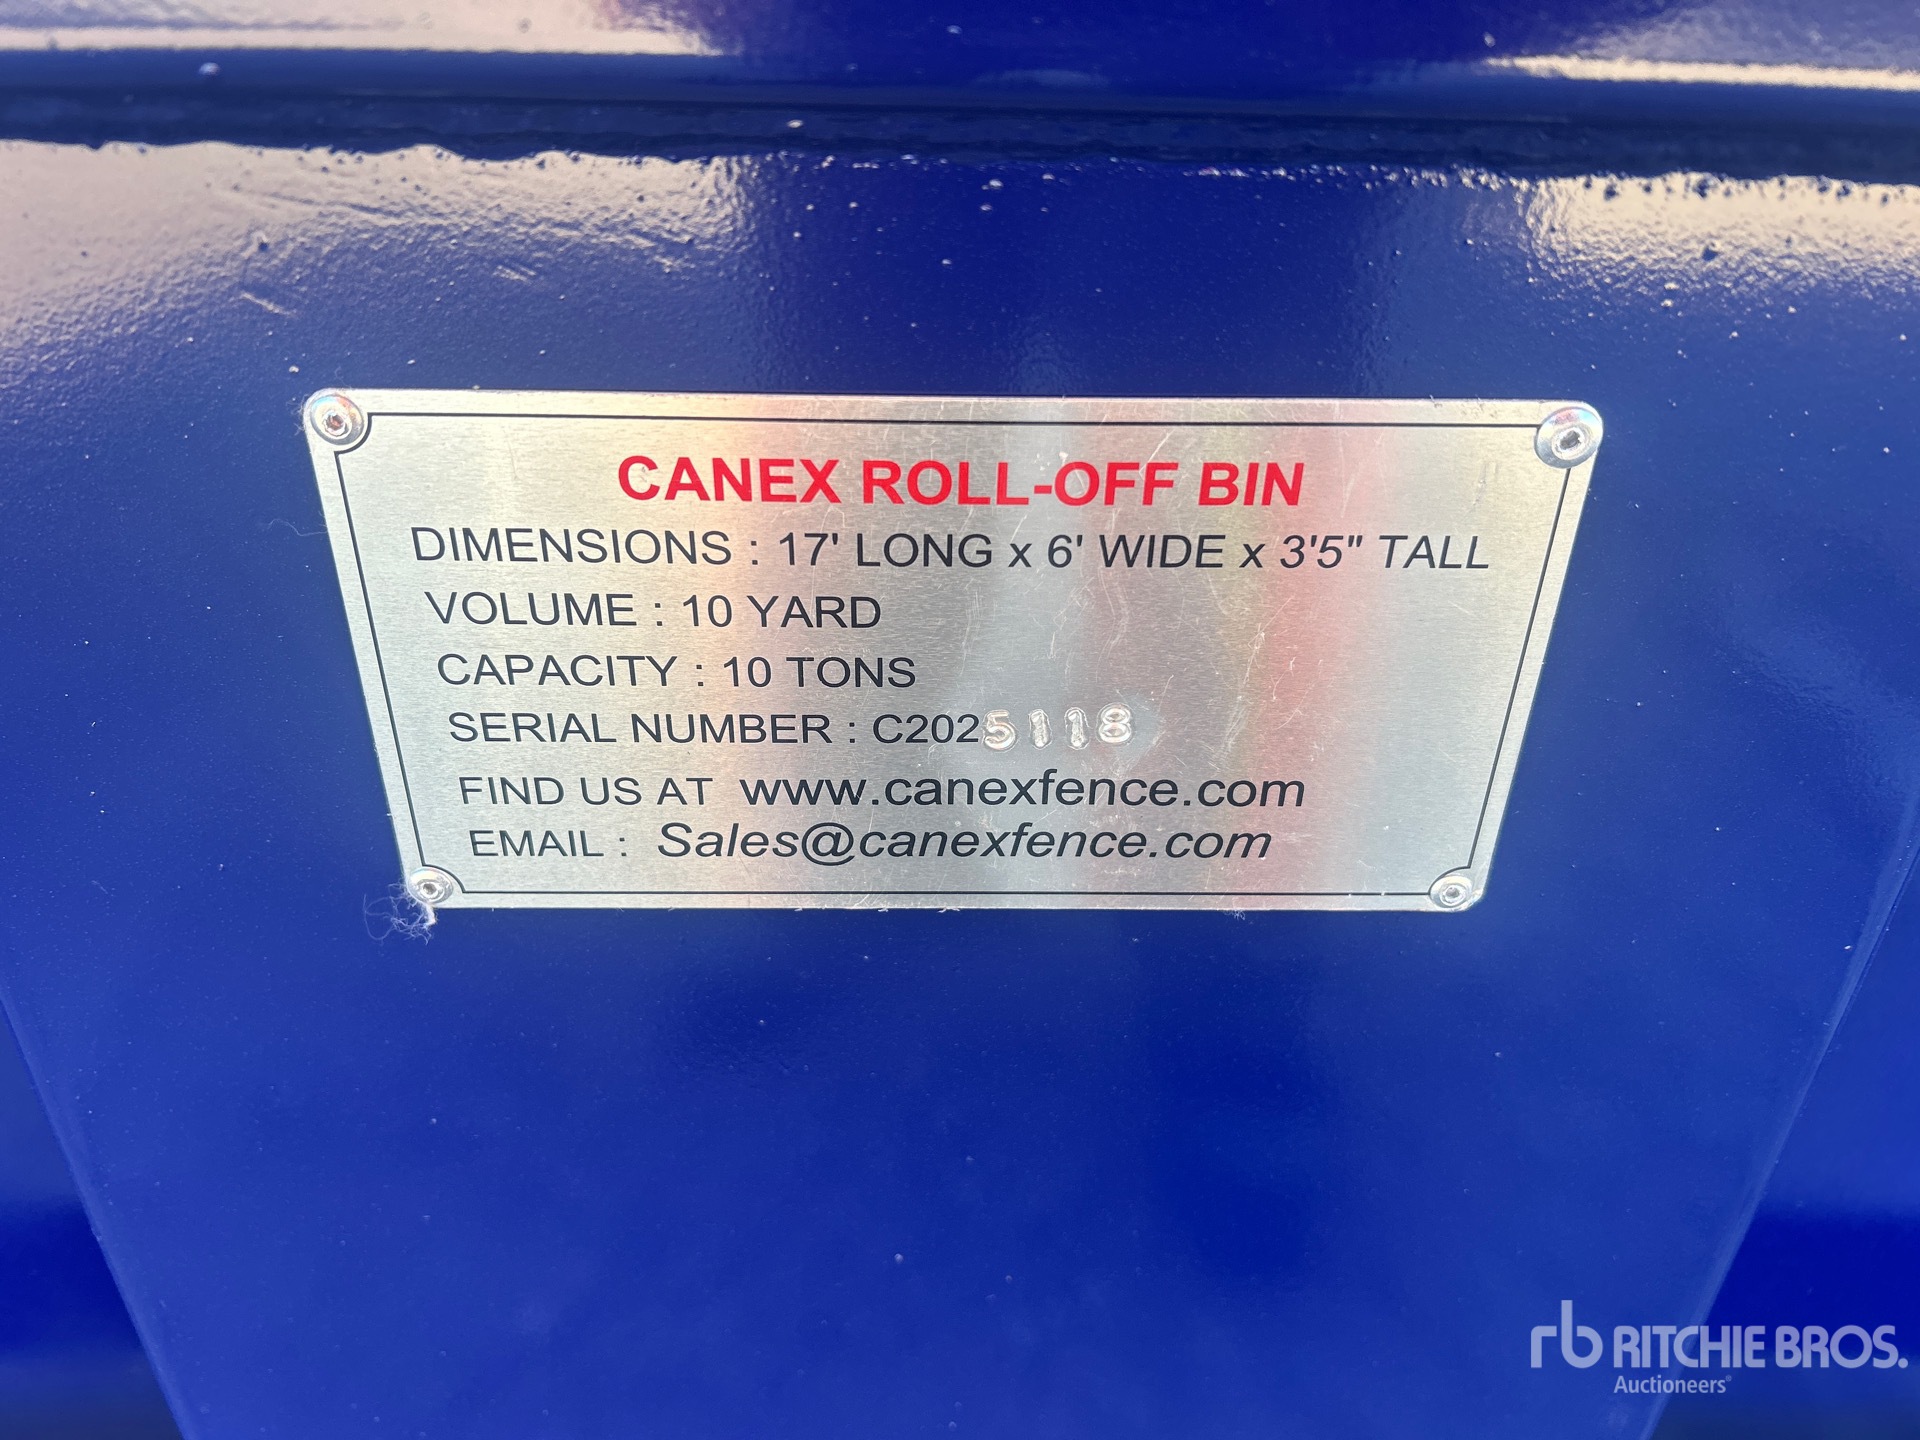 CANEX ROLL-OFF BIN
DIMENSIONS : 17' LONG x 6' WIDE x 3'5" TALL
VOLUME : 10 YARD
CAPACITY : 10 TONS
SERIAL NUMBER : C2025118
FIND US AT www.canexfence.com
EMAIL : Sales@canexfence.com
rb RITCHIE BROS.
Auctioneers®